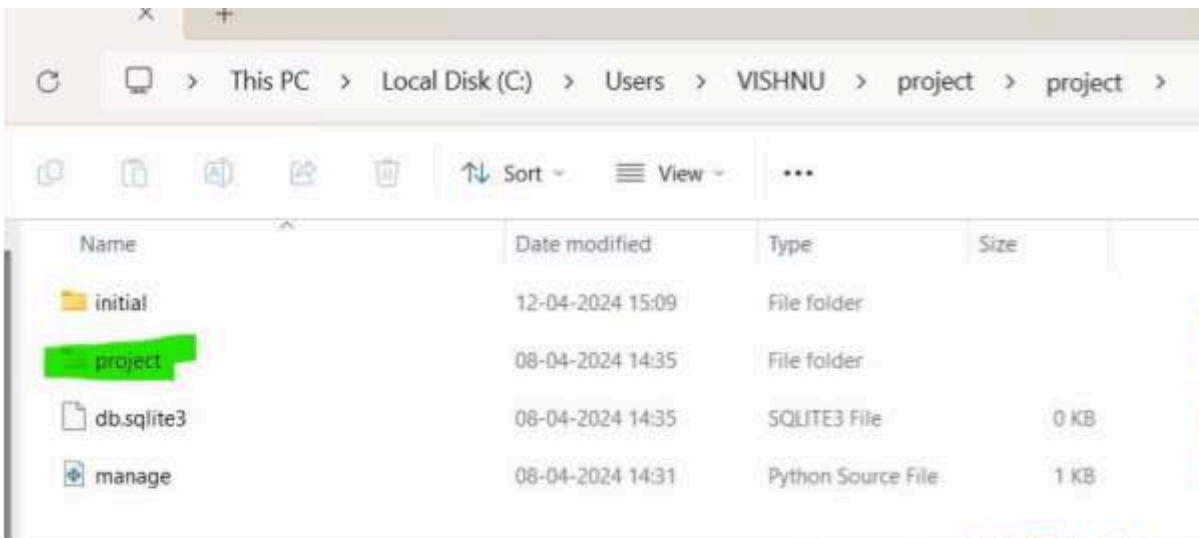 This PC > Local Disk (C:) > Users > VISHNU > project > project >
Sort View ...
Name Date modified Type Size
initial 12-04-2024 15:09 File folder
project 08-04-2024 14:35 File folder
db.sqlite3 08-04-2024 14:35 SQLITE3 File 0 KB
manage 08-04-2024 14:31 Python Source File 1 KB